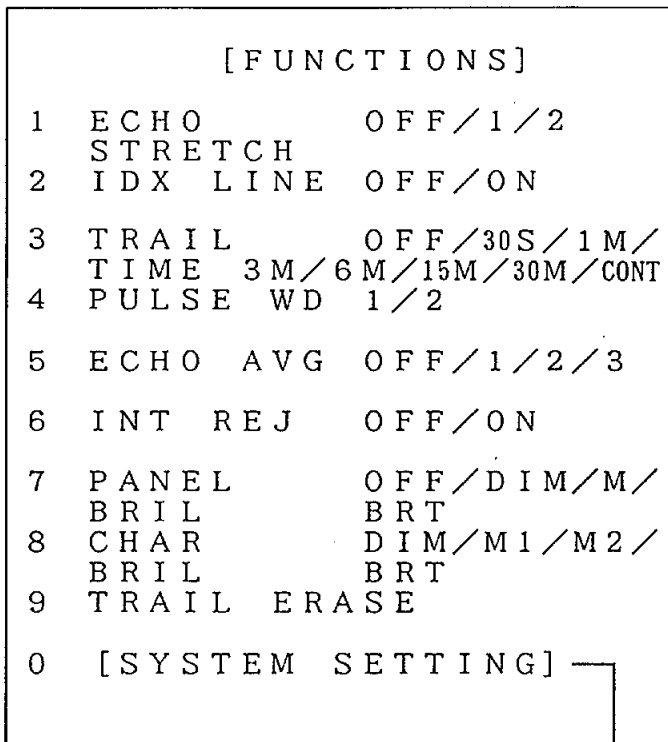 [FUNCTIONS]
1 ECHO OFF/1/2
STRETCH
2 IDX LINE OFF/ON
3 TRAIL OFF/30S/1M/
TIME 3M/6M/15M/30M/CONT
4 PULSE WD 1/2
5 ECHO AVG OFF/1/2/3
6 INT REJ OFF/ON
7 PANEL OFF/DIM/M/
BRIL BRT
8 CHAR DIM/M1/M2/
BRIL BRT
9 TRAIL ERASE
0 [SYSTEM SETTING]